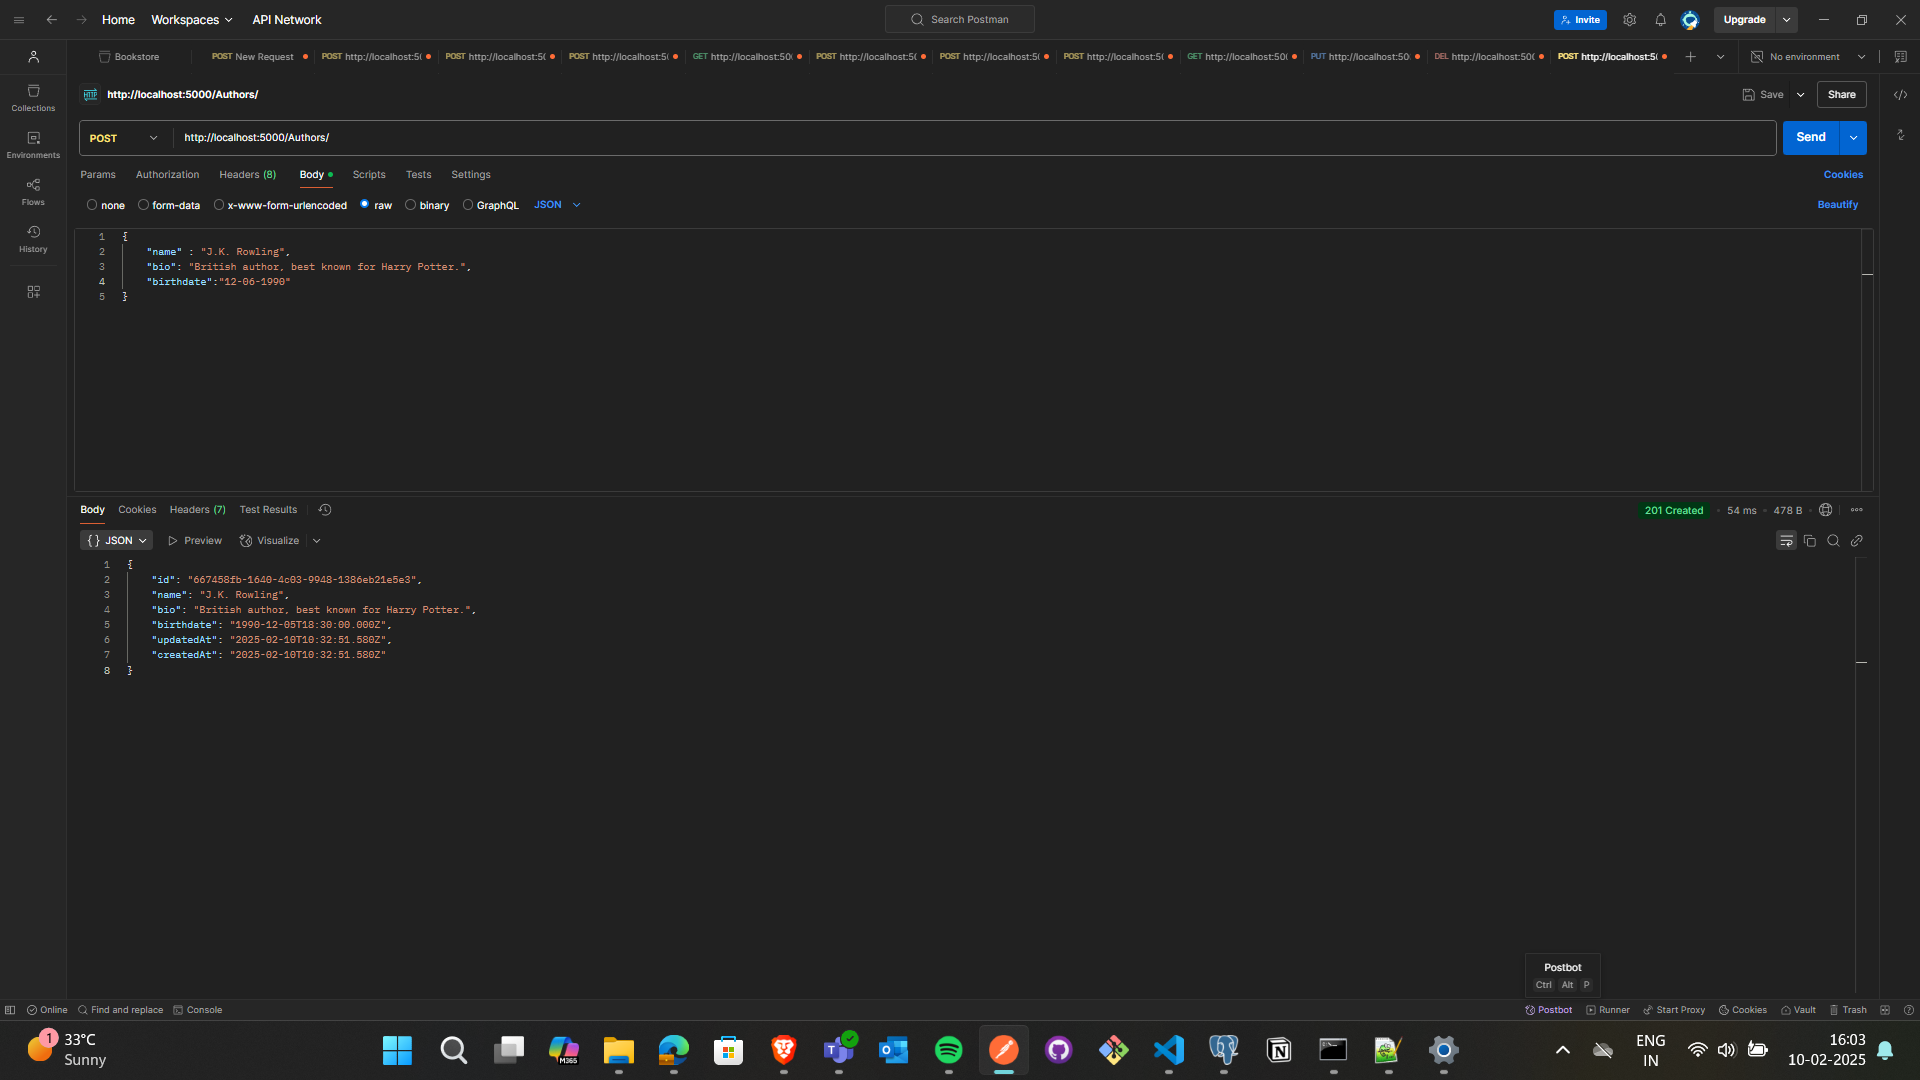 Home Workspaces API Network Search Postman Invite Upgrade
Bookstore POST New Request POST http://localhost:5( POST http://localhost:5( POST http://localhost:5( GET http://localhost:50( POST http://localhost:5( POST http://localhost:5( POST http://localhost:5( GET http://localhost:50( PUT http://localhost:50 DEL http://localhost:50( POST http://localhost:5( No environment
Collections
Environments
Flows
History
HTTP http://localhost:5000/Authors/ Save Share
POST http://localhost:5000/Authors/ Send
Params Authorization Headers (8) Body Scripts Tests Settings Cookies
none form-data x-www-form-urlencoded raw binary GraphQL JSON Beautify
1 {
2 "name" : "J.K. Rowling",
3 "bio": "British author, best known for Harry Potter.",
4 "birthdate":"12-06-1990"
5 }
Body Cookies Headers (7) Test Results 201 Created 54 ms 478 B
{} JSON Preview Visualize
1 {
2 "id": "667458fb-1640-4c03-9948-1386eb21e5e3",
3 "name": "J.K. Rowling",
4 "bio": "British author, best known for Harry Potter.",
5 "birthdate": "1990-12-05T18:30:00.000Z",
6 "updatedAt": "2025-02-10T10:32:51.580Z",
7 "createdAt": "2025-02-10T10:32:51.580Z"
8 }
Postbot
Ctrl Alt P
Online Find and replace Console Postbot Runner Start Proxy Cookies Vault Trash
1 33°C
Sunny
M365
ENG
IN
16:03
10-02-2025